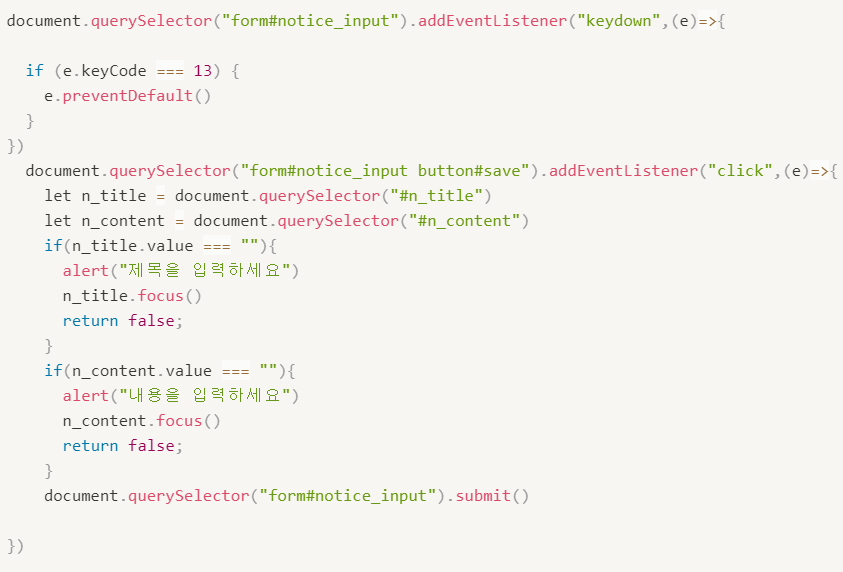 document.querySelector("form#notice_input").addEventListener("keydown",(e)=>{
if (e.keyCode === 13) {
e.preventDefault()
}
})
document.querySelector("form#notice_input button#save").addEventListener("click",(e)=>{
let n_title = document.querySelector("#n_title")
let n_content = document.querySelector("#n_content")
if(n_title.value === ""){
alert("제목을 입력하세요")
n_title.focus()
return false;
}
if(n_content.value === ""){
alert("내용을 입력하세요")
n_content.focus()
return false;
}
document.querySelector("form#notice_input").submit()
})